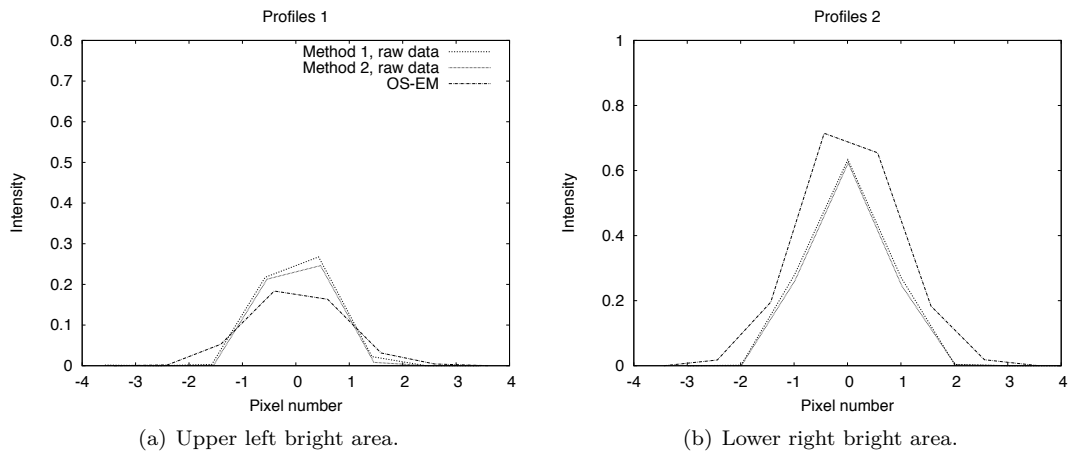 Profiles 1
0.8
0.7
0.6
0.5
0.4
0.3
0.2
0.1
0
-4 -3 -2 -1 0 1 2 3 4
Intensity
Pixel number
Method 1, raw data
Method 2, raw data
OS-EM
(a) Upper left bright area.
Profiles 2
1
0.8
0.6
0.4
0.2
0
-4 -3 -2 -1 0 1 2 3 4
Intensity
Pixel number
(b) Lower right bright area.